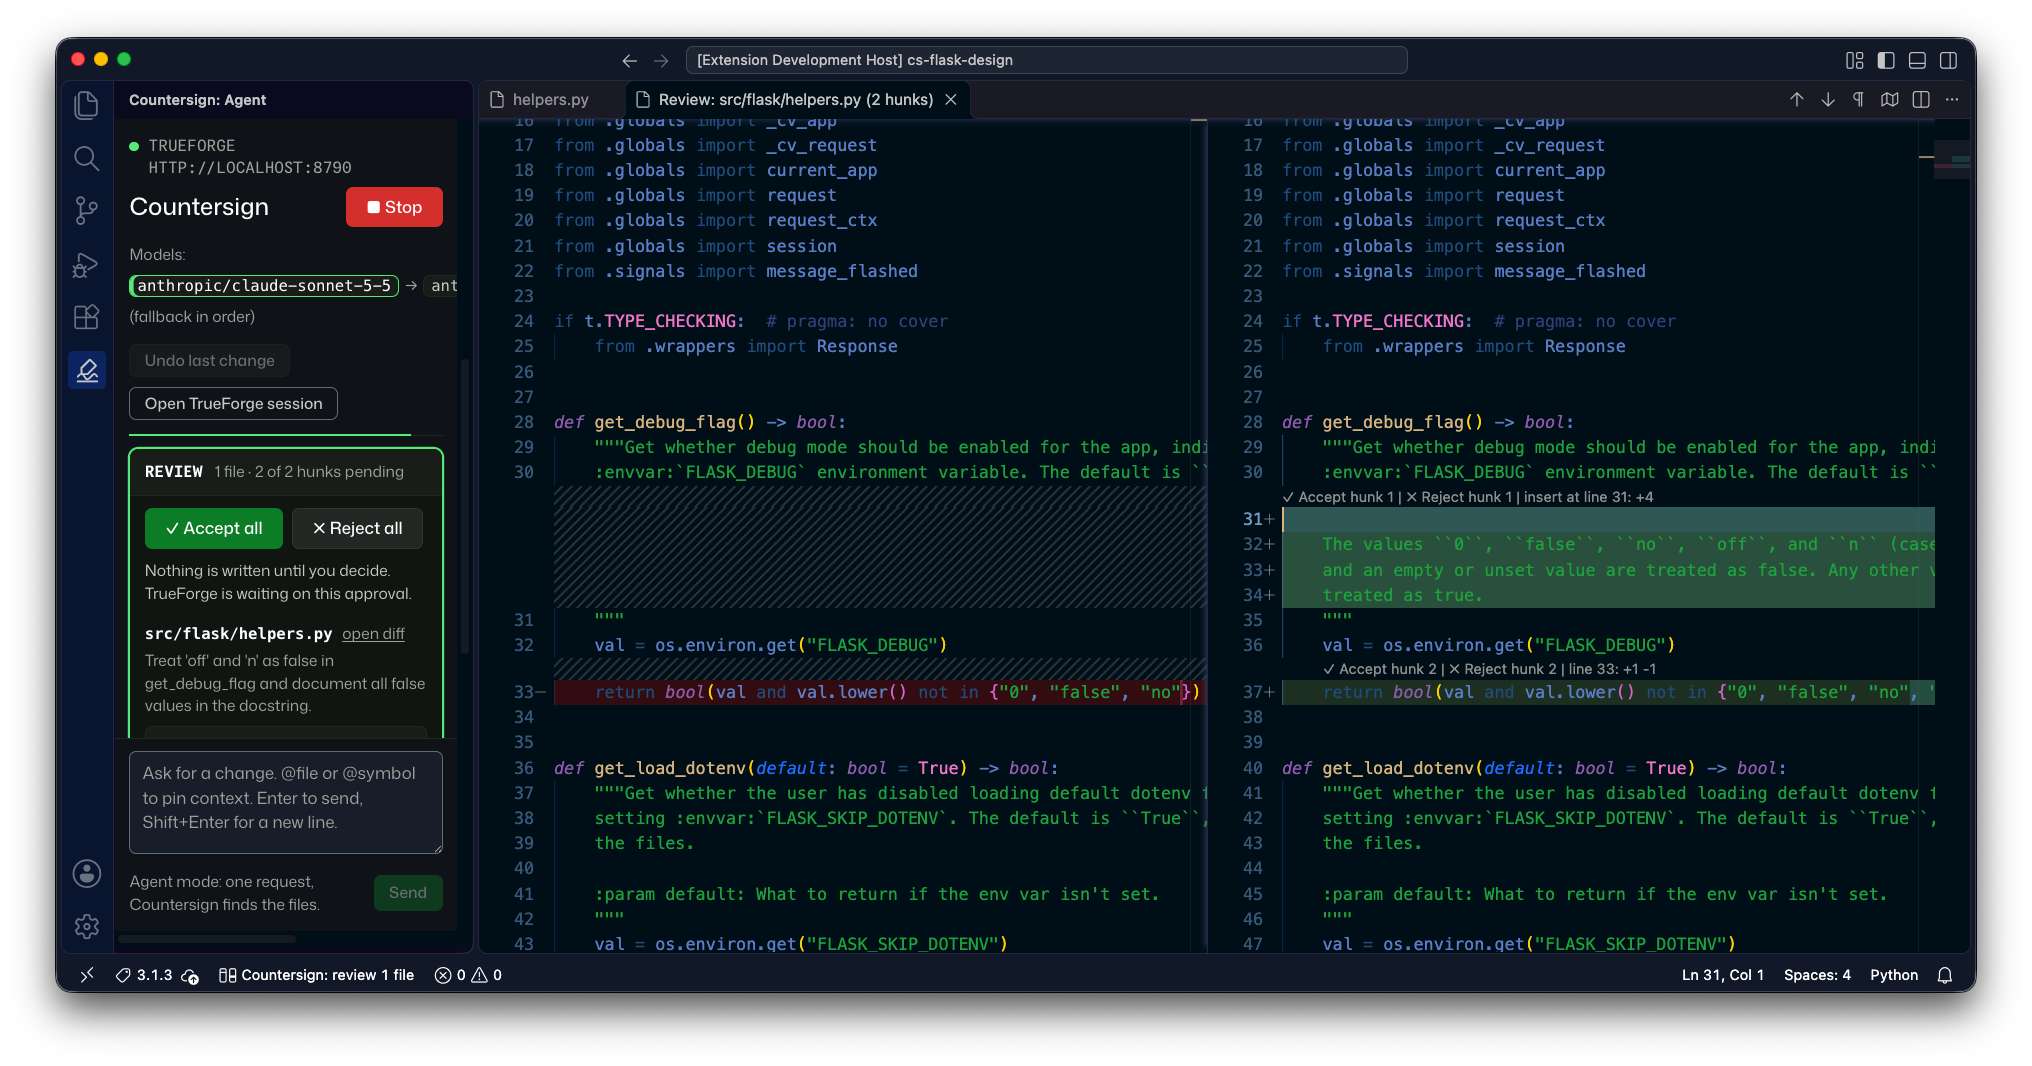 [Extension Development Host] cs-flask-design
Countersign: Agent
TRUEFORGE
HTTP://LOCALHOST:8790
Countersign
Stop
Models:
anthropic/claude-sonnet-5-5 → ant
(fallback in order)
Undo last change
Open TrueForge session
REVIEW 1 file · 2 of 2 hunks pending
✓ Accept all
✕ Reject all
Nothing is written until you decide.
TrueForge is waiting on this approval.
src/flask/helpers.py open diff
Treat 'off' and 'n' as false in
get_debug_flag and document all false
values in the docstring.
Ask for a change. @file or @symbol
to pin context. Enter to send,
Shift+Enter for a new line.
Agent mode: one request,
Countersign finds the files.
Send
helpers.py
Review: src/flask/helpers.py (2 hunks)
16 from .globals import _cv_app
17 from .globals import _cv_request
18 from .globals import current_app
19 from .globals import request
20 from .globals import request_ctx
21 from .globals import session
22 from .signals import message_flashed
23
24 if t.TYPE_CHECKING:  # pragma: no cover
25     from .wrappers import Response
26
27
28 def get_debug_flag() -> bool:
29     """Get whether debug mode should be enabled for the app, indi
30     :envvar:`FLASK_DEBUG` environment variable. The default is ``
31     """
32     val = os.environ.get("FLASK_DEBUG")
33−     return bool(val and val.lower() not in {"0", "false", "no"})
34
35
36 def get_load_dotenv(default: bool = True) -> bool:
37     """Get whether the user has disabled loading default dotenv f
38     setting :envvar:`FLASK_SKIP_DOTENV`. The default is ``True``,
39     the files.
40
41     :param default: What to return if the env var isn't set.
42     """
43     val = os.environ.get("FLASK_SKIP_DOTENV")
16 from .globals import _cv_app
17 from .globals import _cv_request
18 from .globals import current_app
19 from .globals import request
20 from .globals import request_ctx
21 from .globals import session
22 from .signals import message_flashed
23
24 if t.TYPE_CHECKING:  # pragma: no cover
25     from .wrappers import Response
26
27
28 def get_debug_flag() -> bool:
29     """Get whether debug mode should be enabled for the app, indi
30     :envvar:`FLASK_DEBUG` environment variable. The default is ``
✓ Accept hunk 1 | ✕ Reject hunk 1 | insert at line 31: +4
31+
32+     The values ``0``, ``false``, ``no``, ``off``, and ``n`` (case
33+     and an empty or unset value are treated as false. Any other v
34+     treated as true.
35     """
36     val = os.environ.get("FLASK_DEBUG")
✓ Accept hunk 2 | ✕ Reject hunk 2 | line 33: +1 -1
37+     return bool(val and val.lower() not in {"0", "false", "no", "
38
39
40 def get_load_dotenv(default: bool = True) -> bool:
41     """Get whether the user has disabled loading default dotenv f
42     setting :envvar:`FLASK_SKIP_DOTENV`. The default is ``True``,
43     the files.
44
45     :param default: What to return if the env var isn't set.
46     """
47     val = os.environ.get("FLASK_SKIP_DOTENV")
3.1.3
Countersign: review 1 file
0
0
Ln 31, Col 1
Spaces: 4
Python